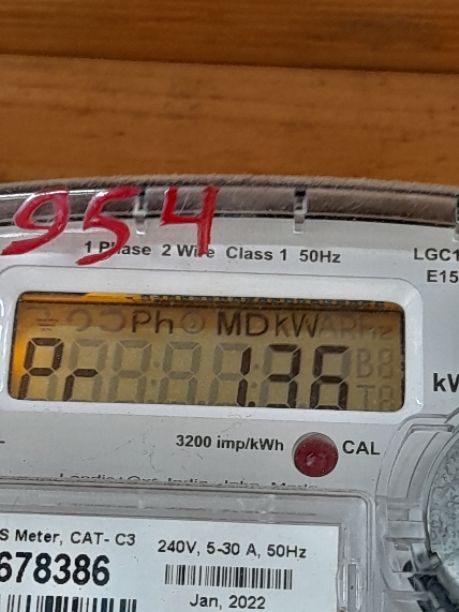 954
1 Phase 2 Wire Class 1 50Hz
LGC1
E15
Ph MD kW
Pr 1.36
kW
3200 imp/kWh
CAL
S Meter, CAT- C3
678386
240V, 5-30 A, 50Hz
Jan, 2022